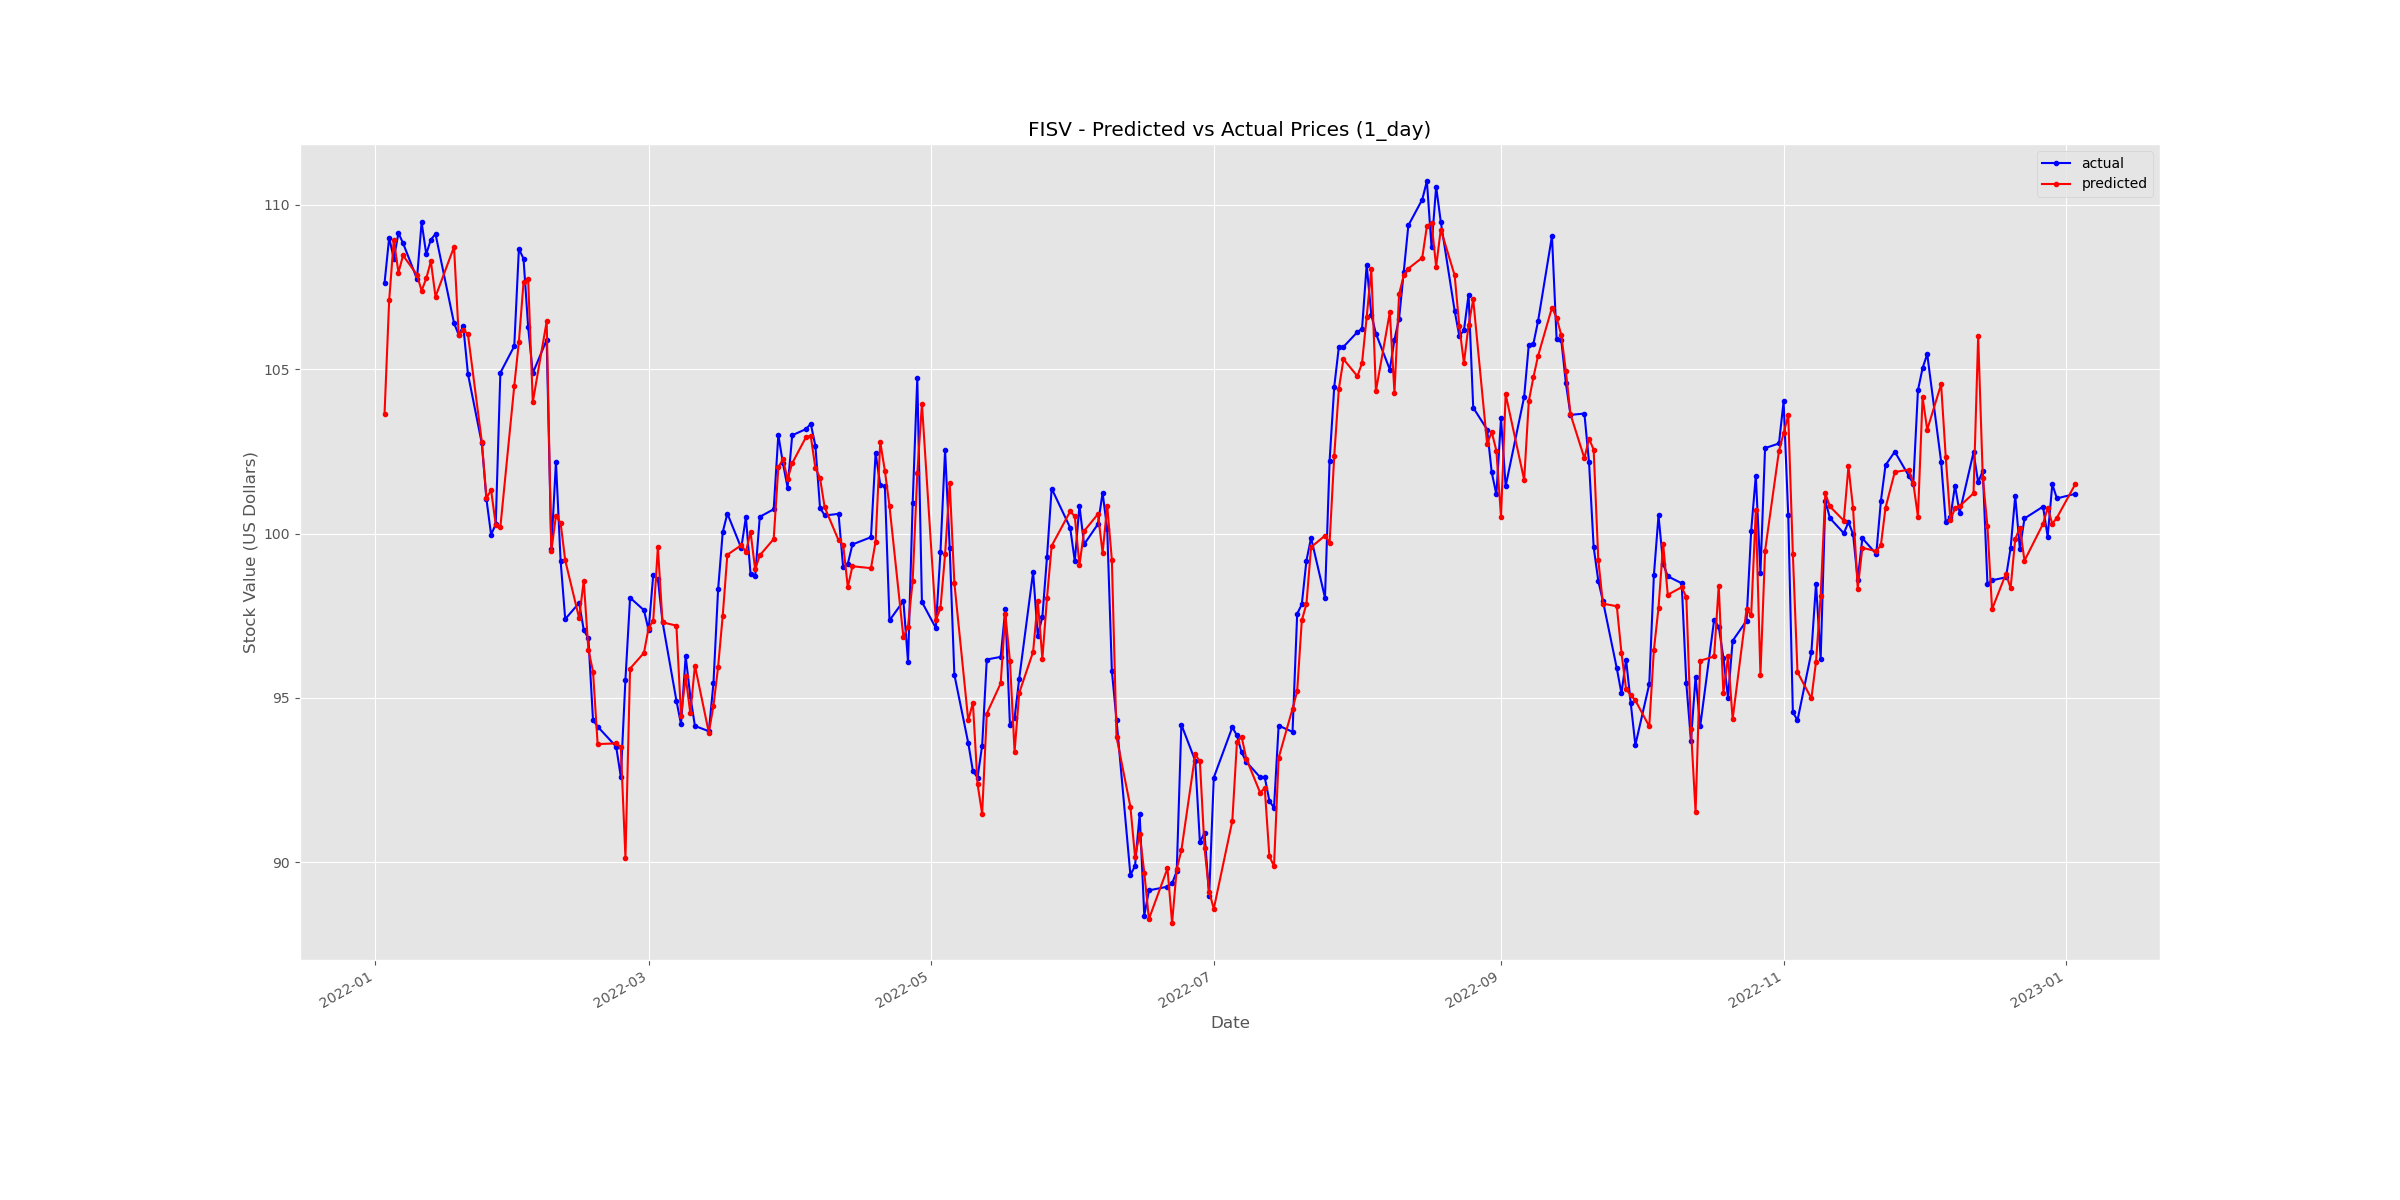 FISV - Predicted vs Actual Prices (1_day)
actual
predicted
Stock Value (US Dollars)
110
105
100
95
90
2022-01
2022-03
2022-05
2022-07
2022-09
2022-11
2023-01
Date